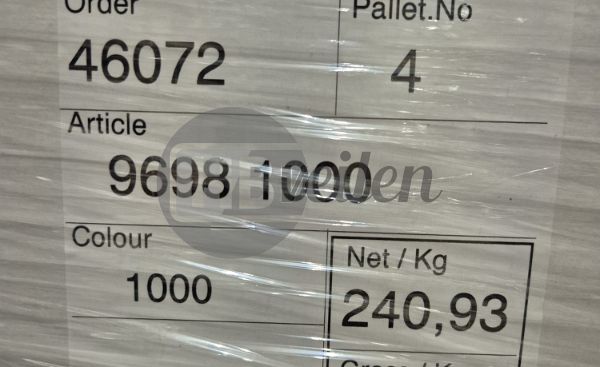 Order Pallet.No
46072 4
Article
9698 1000
Colour Net / Kg
1000 240,93